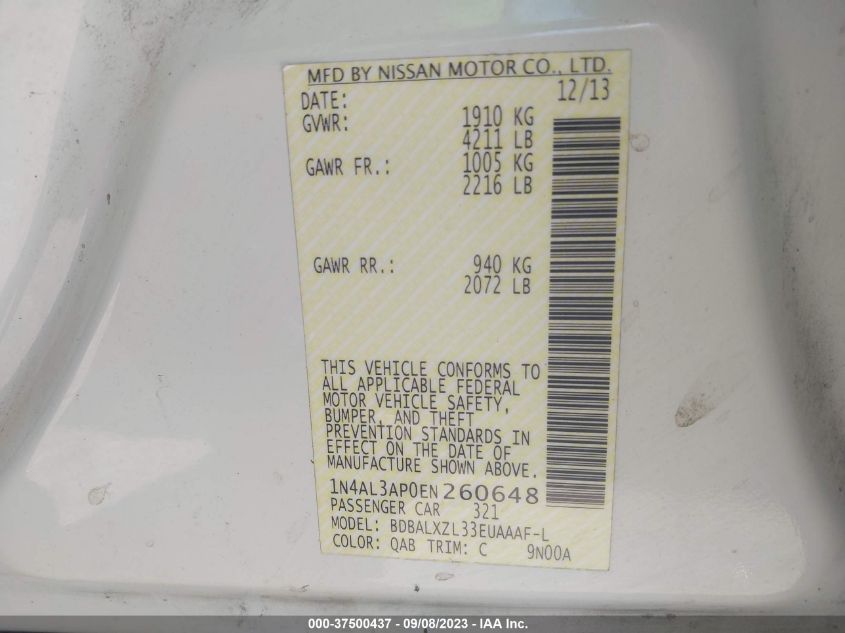 MFD BY NISSAN MOTOR CO., LTD.
DATE: 12/13
GVWR: 1910 KG
4211 LB
GAWR FR.: 1005 KG
2216 LB
GAWR RR.: 940 KG
2072 LB
THIS VEHICLE CONFORMS TO
ALL APPLICABLE FEDERAL
MOTOR VEHICLE SAFETY,
BUMPER, AND THEFT
PREVENTION STANDARDS IN
EFFECT ON THE DATE OF
MANUFACTURE SHOWN ABOVE.
1N4AL3AP0EN260648
PASSENGER CAR 321
MODEL: BDBALXZL33EUAAAF-L
COLOR: QAB TRIM: C 9N00A
000-37500437 - 09/08/2023 - IAA Inc.